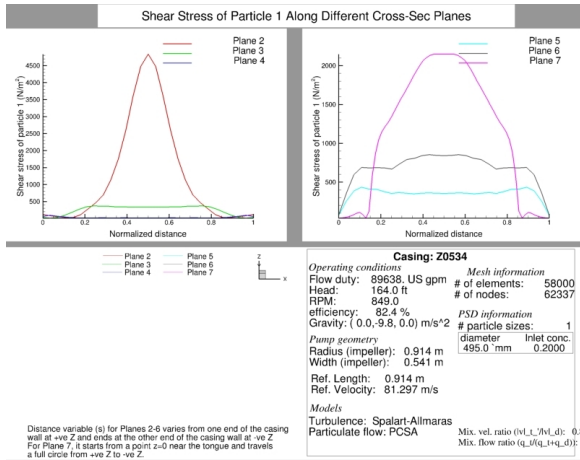 Shear Stress of Particle 1 Along Different Cross-Sec Planes
Plane 2
Plane 3
Plane 4
Shear stress of particle 1 (N/m²)
4500
4000
3500
3000
2500
2000
1500
1000
500
0 0.2 0.4 0.6 0.8 1
Normalized distance
Plane 5
Plane 6
Plane 7
Shear stress of particle 1 (N/m²)
2000
1500
1000
500
0 0.2 0.4 0.6 0.8 1
Normalized distance
Plane 2 Plane 5
Plane 3 Plane 6
Plane 4 Plane 7
z
x
Distance variable (s) for Planes 2-6 varies from one end of the casing
wall at +ve Z and ends at the other end of the casing wall at -ve Z
For Plane 7, it starts from a point z=0 near the tongue and travels
a full circle from +ve Z to -ve Z.
Casing: Z0534
Operating conditions
Flow duty: 89638. US gpm
Head: 164.0 ft
RPM: 849.0
efficiency: 82.4 %
Gravity: ( 0.0,-9.8, 0.0) m/s^2
Pump geometry
Radius (impeller): 0.914 m
Width (impeller): 0.541 m
Ref. Length: 0.914 m
Ref. Velocity: 81.297 m/s
Models
Turbulence: Spalart-Allmaras
Particulate flow: PCSA
Mesh information
# of elements: 58000
# of nodes: 62337
PSD information
# particle sizes: 1
diameter Inlet conc.
495.0 `mm 0.2000
Mix. vel. ratio (|v|_t_/|v|_d):
Mix. flow ratio (q_t/(q_t+q_d)):